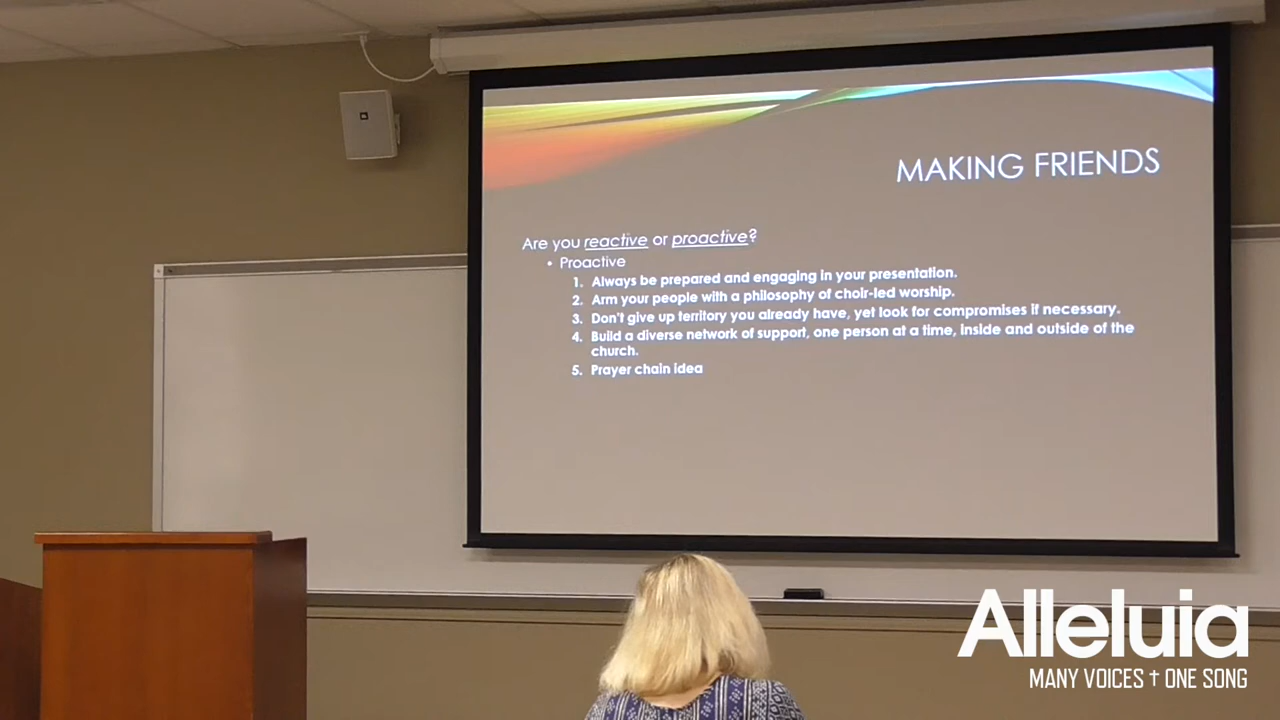 MAKING FRIENDS
Are you reactive or proactive?
• Proactive
1. Always be prepared and engaging in your presentation.
2. Arm your people with a philosophy of choir-led worship.
3. Don't give up territory you already have, yet look for compromises if necessary.
4. Build a diverse network of support, one person at a time, inside and outside of the
church.
5. Prayer chain idea
Alleluia
MANY VOICES † ONE SONG